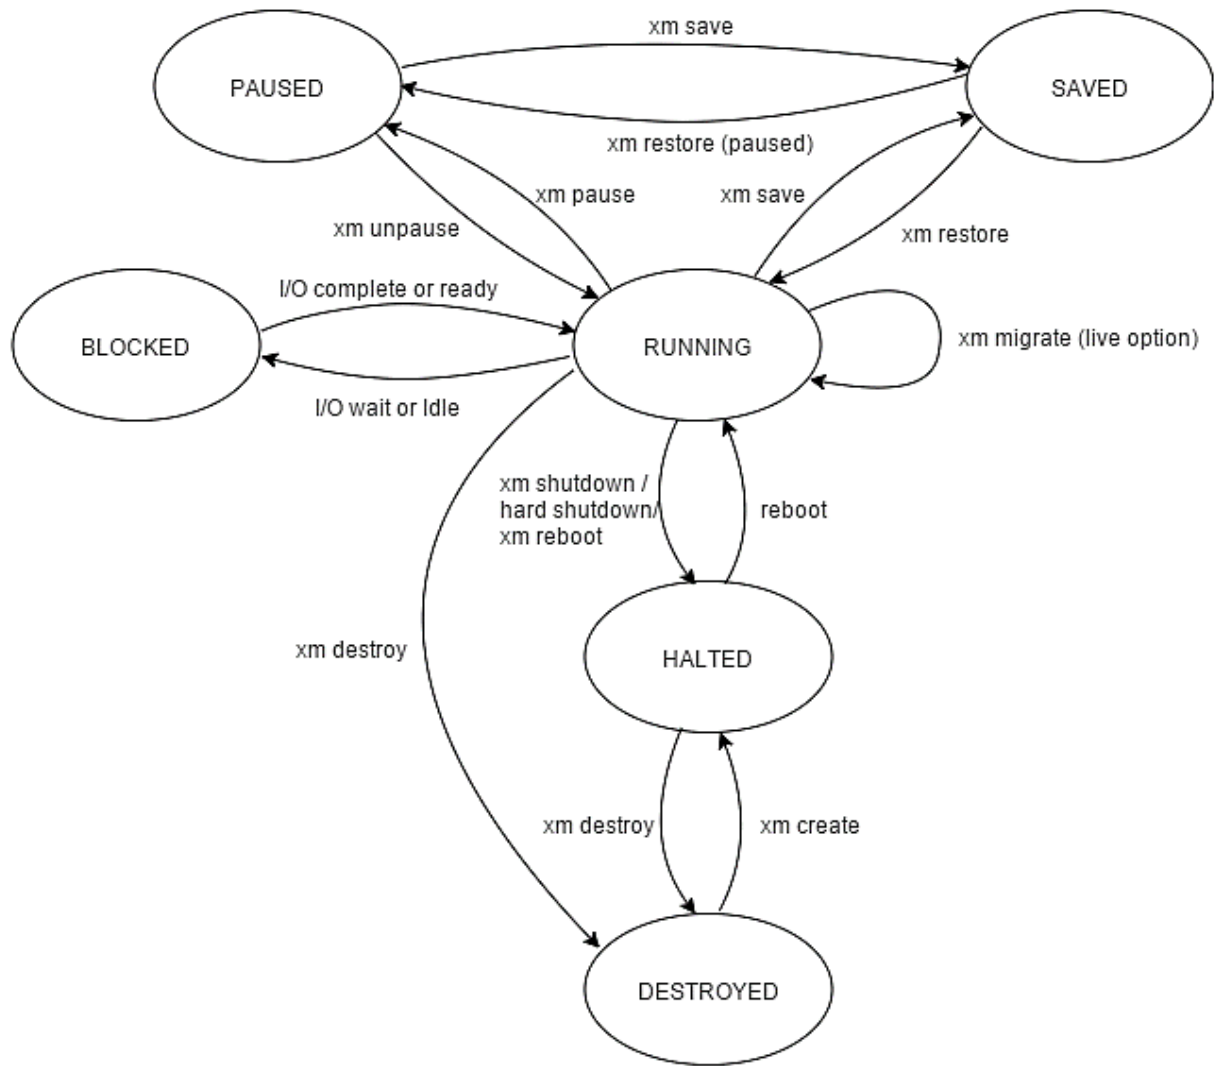 xm save
PAUSED
SAVED
xm restore (paused)
xm pause
xm save
xm unpause
xm restore
I/O complete or ready
BLOCKED
RUNNING
xm migrate (live option)
I/O wait or Idle
xm shutdown /
hard shutdown/
xm reboot
reboot
xm destroy
HALTED
xm destroy
xm create
DESTROYED